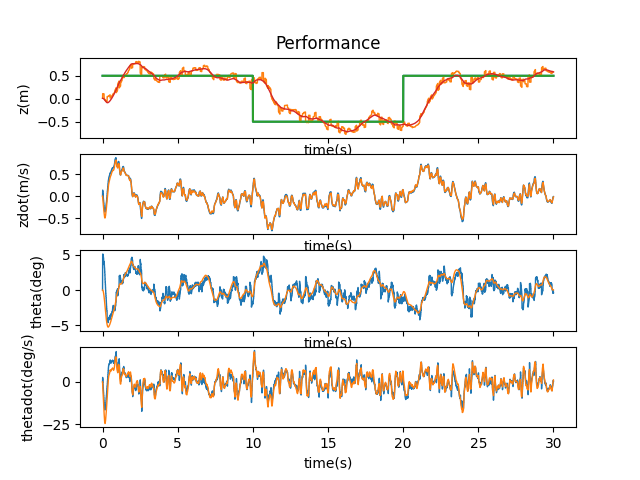 Performance
z(m)
0.5
0.0
−0.5
time(s)
zdot(m/s)
0.5
0.0
−0.5
time(s)
theta(deg)
5
0
−5
time(s)
thetadot(deg/s)
0
−25
0 5 10 15 20 25 30
time(s)